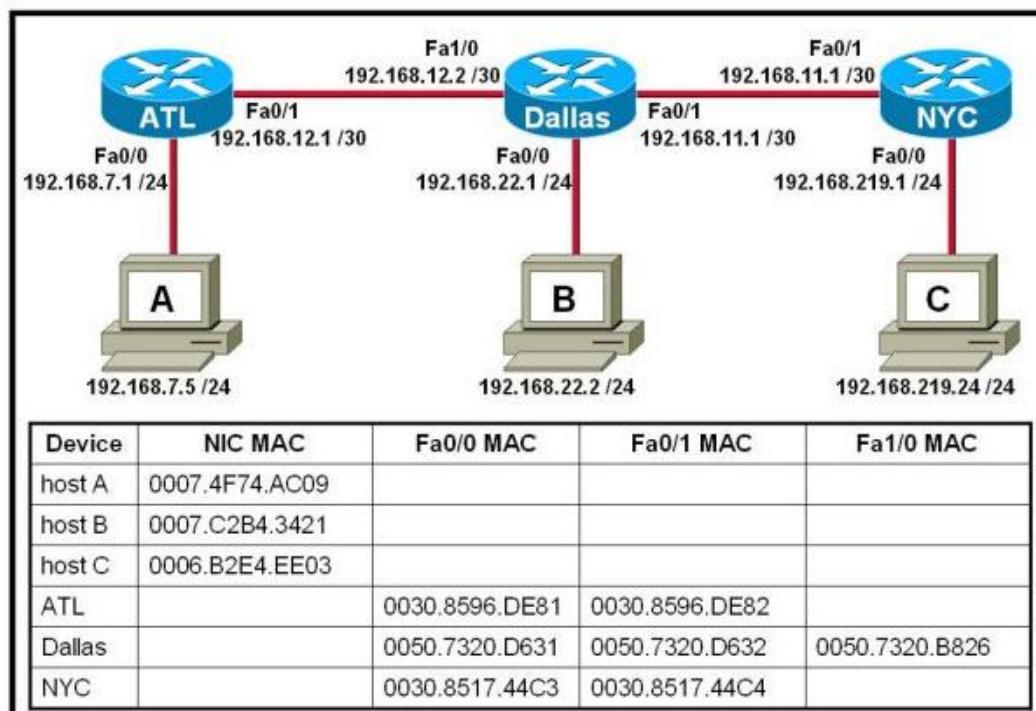 Fa1/0
192.168.12.2 /30
Fa0/1
192.168.11.1 /30
ATL
Dallas
NYC
Fa0/1
192.168.12.1 /30
Fa0/1
192.168.11.1 /30
Fa0/0
192.168.7.1 /24
Fa0/0
192.168.22.1 /24
Fa0/0
192.168.219.1 /24
A
B
C
192.168.7.5 /24
192.168.22.2 /24
192.168.219.24 /24
Device NIC MAC Fa0/0 MAC Fa0/1 MAC Fa1/0 MAC
host A 0007.4F74.AC09
host B 0007.C2B4.3421
host C 0006.B2E4.EE03
ATL 0030.8596.DE81 0030.8596.DE82
Dallas 0050.7320.D631 0050.7320.D632 0050.7320.B826
NYC 0030.8517.44C3 0030.8517.44C4